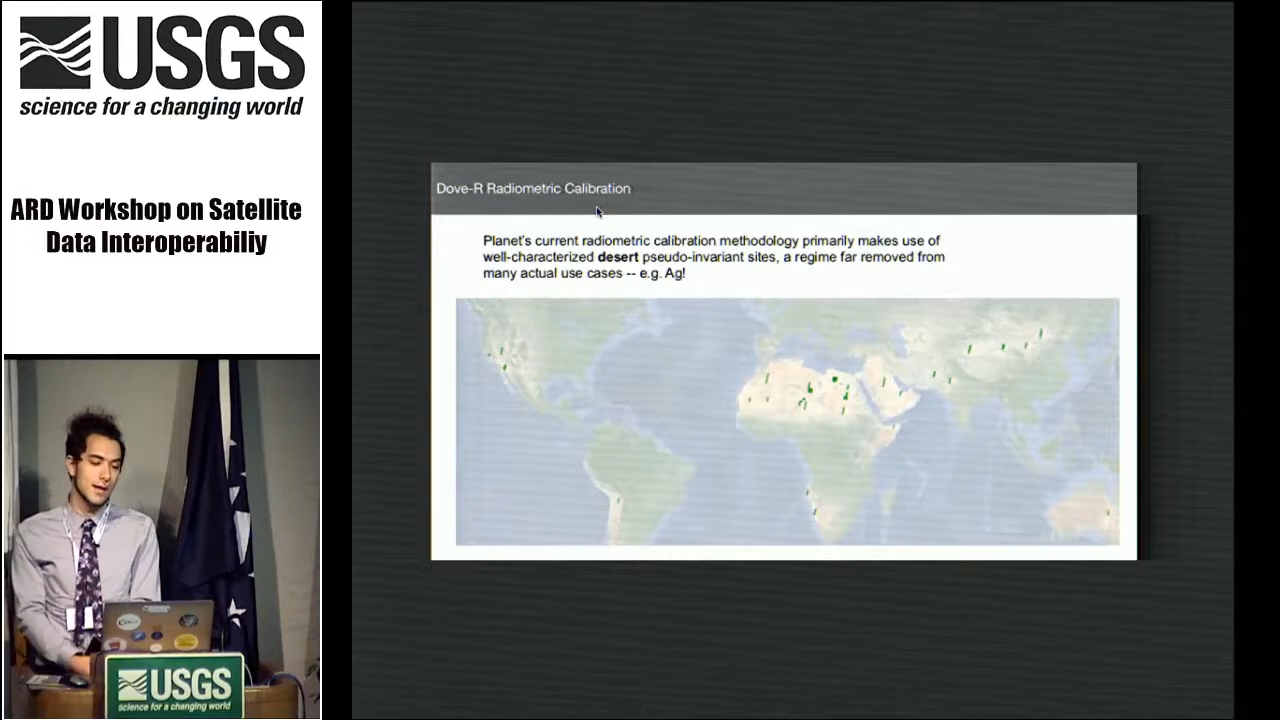 USGS
science for a changing world
ARD Workshop on Satellite
Data Interoperabiliy
Dove-R Radiometric Calibration
Planet's current radiometric calibration methodology primarily makes use of
well-characterized desert pseudo-invariant sites, a regime far removed from
many actual use cases -- e.g. Ag!
USGS
science for a changing world